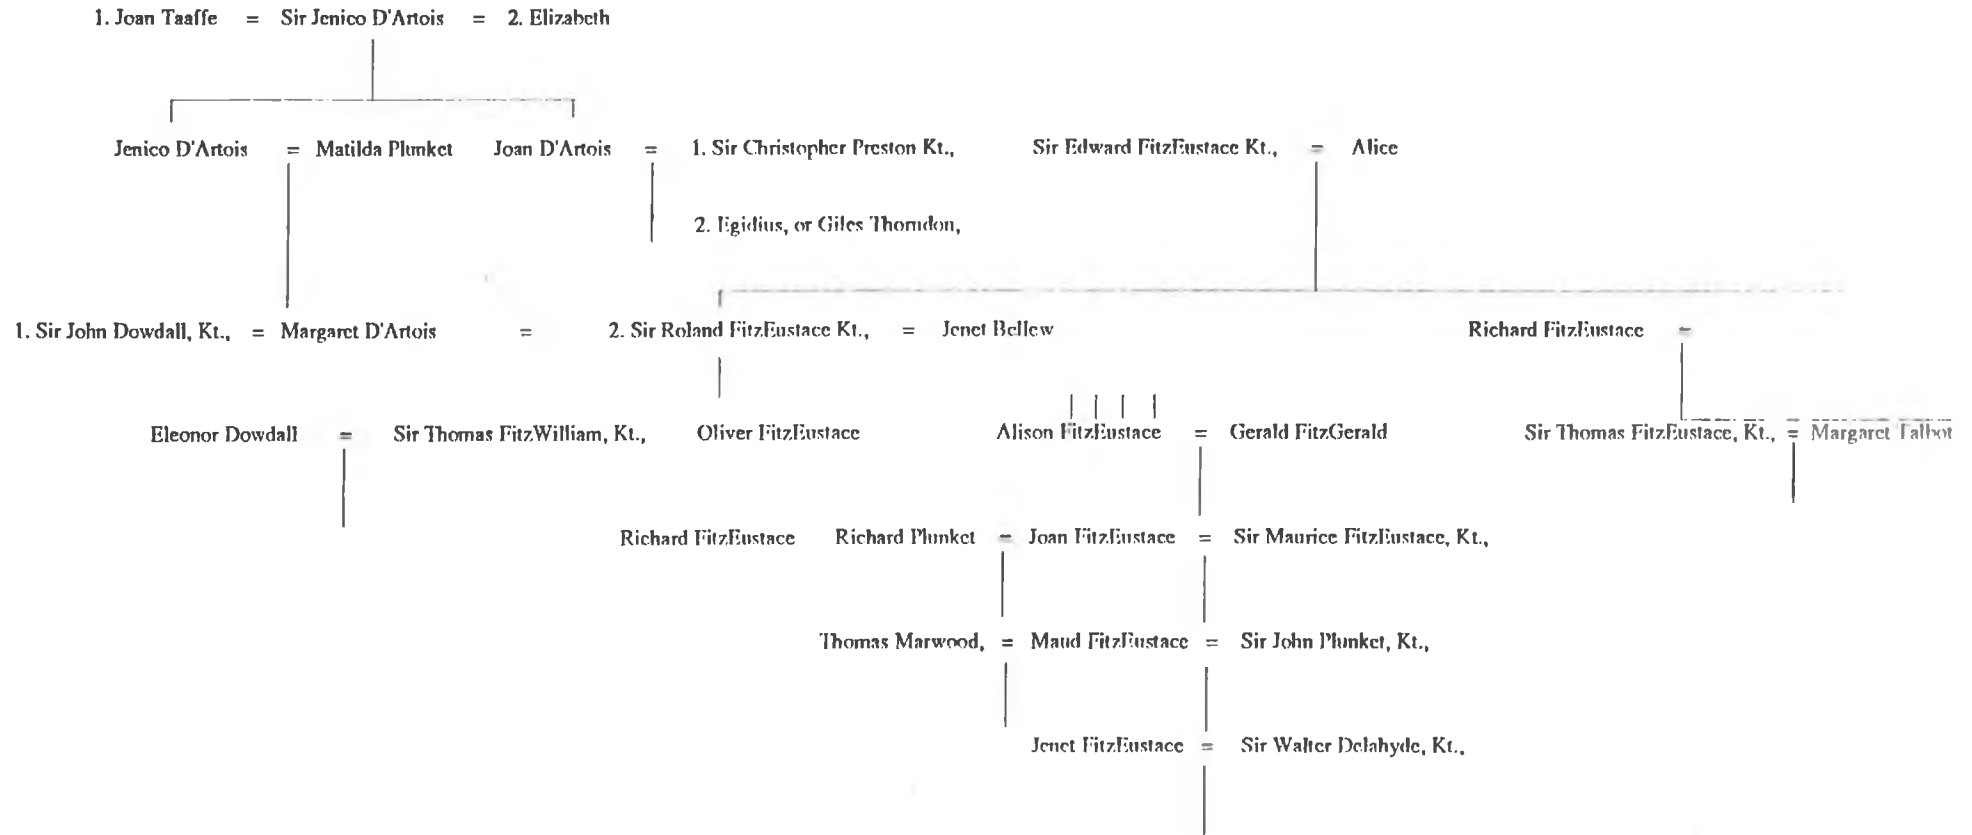 1. Joan Taaffe = Sir Jenico D'Artois = 2. Elizabeth
Jenico D'Artois = Matilda Plunket Joan D'Artois = 1. Sir Christopher Preston Kt., Sir Edward FitzEustace Kt., = Alice
2. Egidius, or Giles Thorndon,
1. Sir John Dowdall, Kt., = Margaret D'Artois = 2. Sir Roland FitzEustace Kt., = Jenet Bellew Richard FitzEustace =
Eleonor Dowdall = Sir Thomas FitzWilliam, Kt., Oliver FitzEustace Alison FitzEustace = Gerald FitzGerald Sir Thomas FitzEustace, Kt., = Margaret Talbot
Richard FitzEustace Richard Plunket = Joan FitzEustace = Sir Maurice FitzEustace, Kt.,
Thomas Marwood, = Maud FitzEustace = Sir John Plunket, Kt.,
Jenet FitzEustace = Sir Walter Delahyde, Kt.,